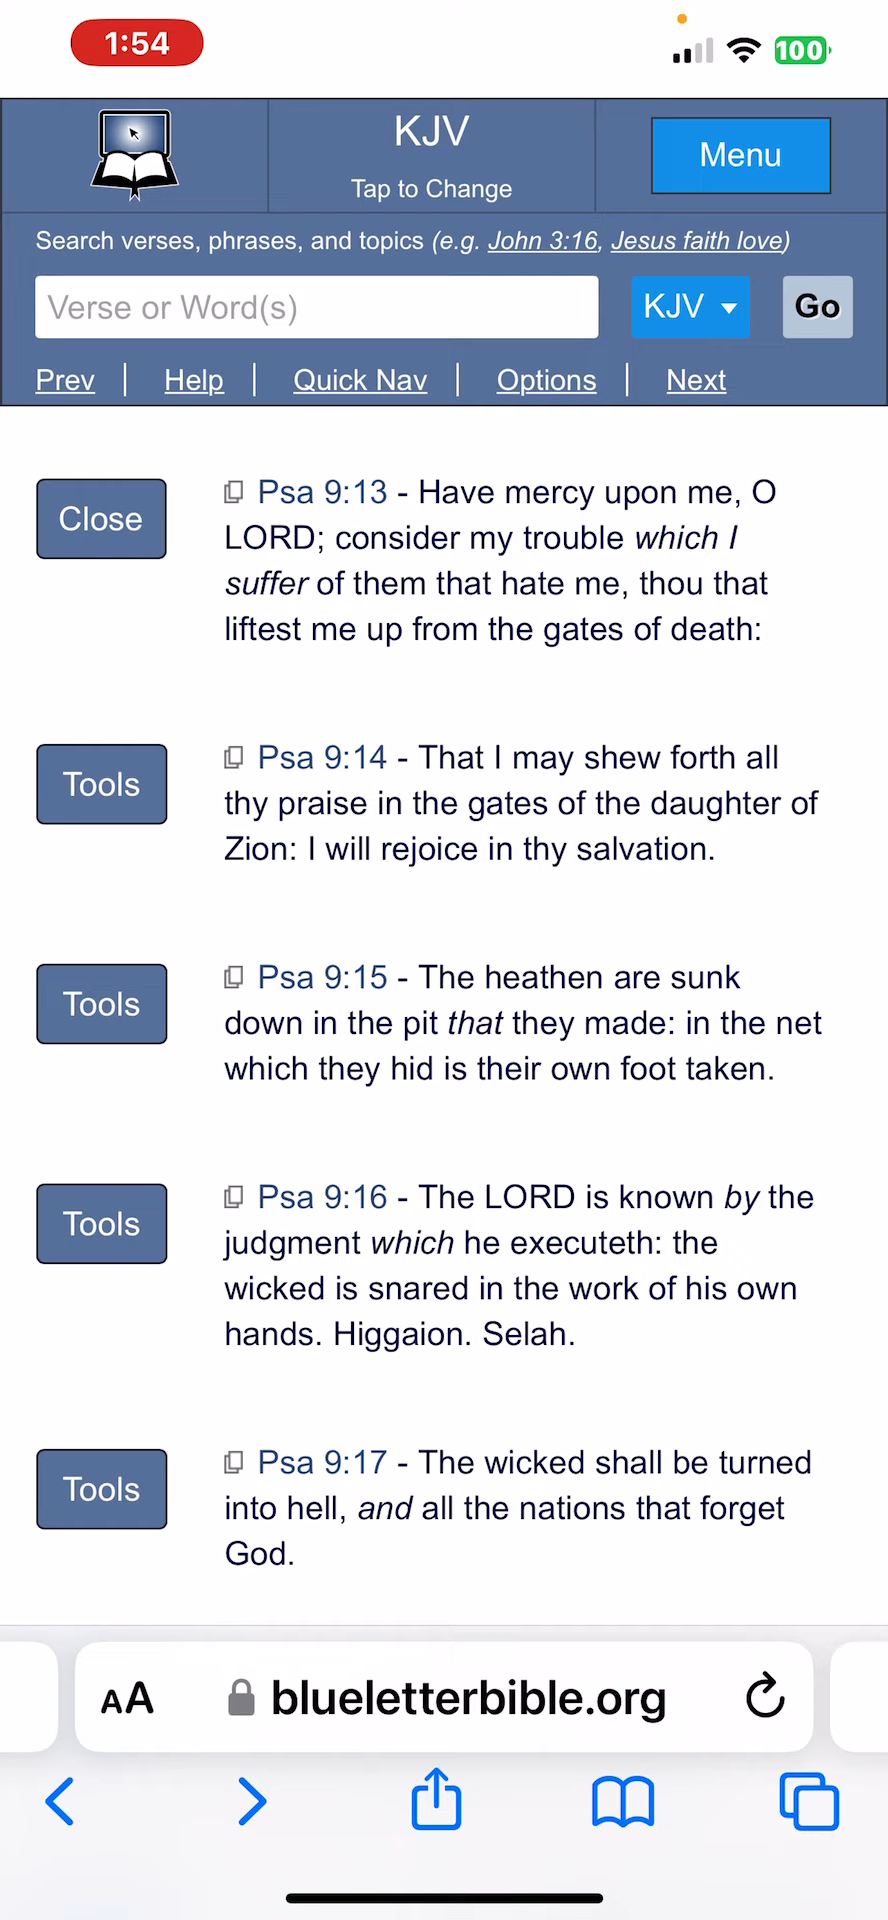 1:54
100
KJV
Tap to Change
Menu
Search verses, phrases, and topics (e.g. John 3:16, Jesus faith love)
Verse or Word(s)
KJV
Go
Prev | Help | Quick Nav | Options | Next
Close
Psa 9:13 - Have mercy upon me, O
LORD; consider my trouble which I
suffer of them that hate me, thou that
liftest me up from the gates of death:
Tools
Psa 9:14 - That I may shew forth all
thy praise in the gates of the daughter of
Zion: I will rejoice in thy salvation.
Tools
Psa 9:15 - The heathen are sunk
down in the pit that they made: in the net
which they hid is their own foot taken.
Tools
Psa 9:16 - The LORD is known by the
judgment which he executeth: the
wicked is snared in the work of his own
hands. Higgaion. Selah.
Tools
Psa 9:17 - The wicked shall be turned
into hell, and all the nations that forget
God.
AA
blueletterbible.org